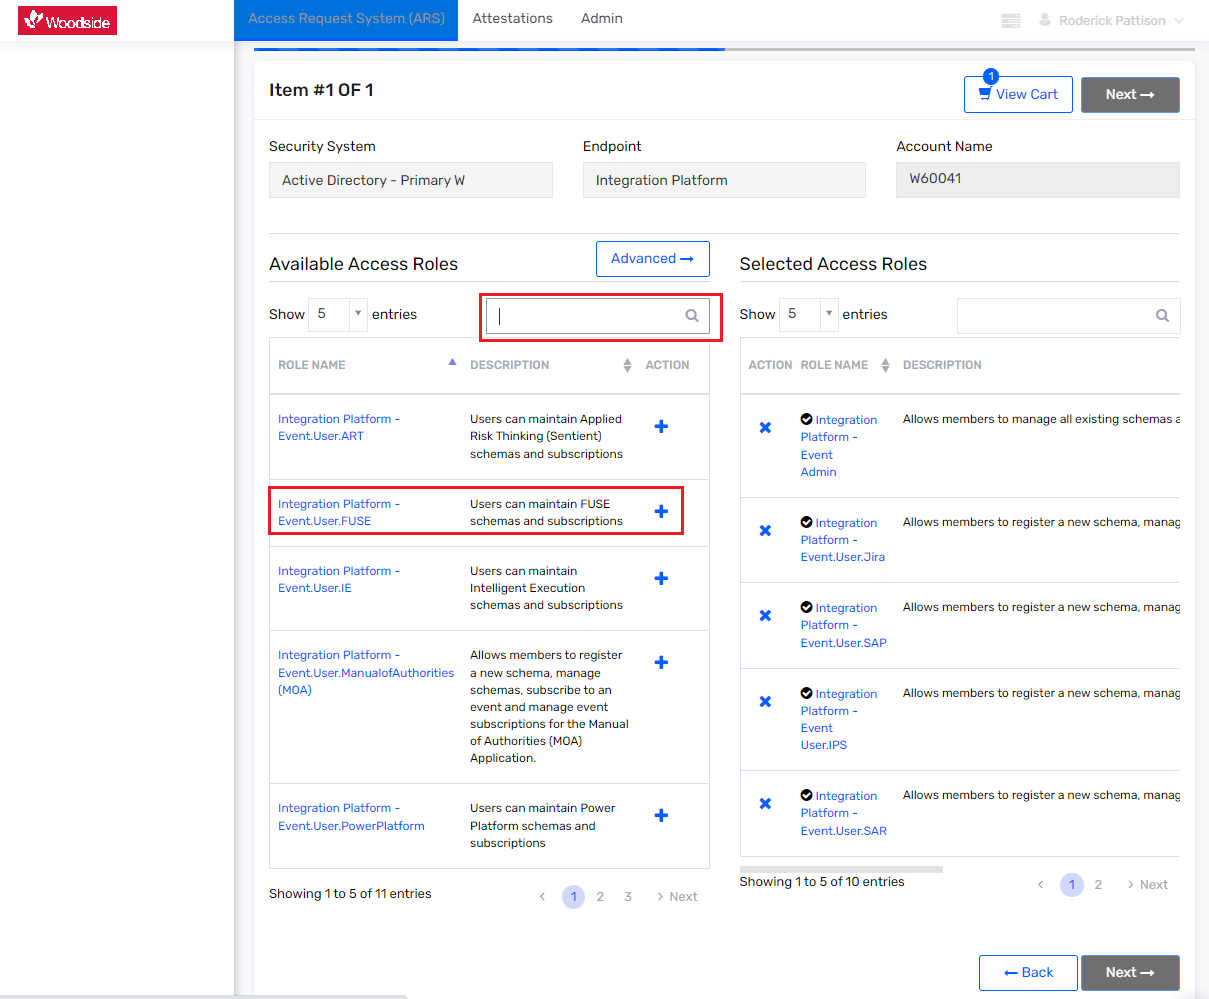 Woodside
Access Request System (ARS) Attestations Admin
Roderick Pattison
Item #1 OF 1
1
View Cart
Next →
Security System
Active Directory - Primary W
Endpoint
Integration Platform
Account Name
W60041
Available Access Roles
Advanced →
Show 5 entries
ROLE NAME DESCRIPTION ACTION
Integration Platform -
Event.User.ART
Users can maintain Applied
Risk Thinking (Sentient)
schemas and subscriptions
Integration Platform -
Event.User.FUSE
Users can maintain FUSE
schemas and subscriptions
Integration Platform -
Event.User.IE
Users can maintain
Intelligent Execution
schemas and subscriptions
Integration Platform -
Event.User.ManualofAuthorities
(MOA)
Allows members to register
a new schema, manage
schemas, subscribe to an
event and manage event
subscriptions for the Manual
of Authorities (MOA)
Application.
Integration Platform -
Event.User.PowerPlatform
Users can maintain Power
Platform schemas and
subscriptions
Showing 1 to 5 of 11 entries
< 1 2 3 > Next
Selected Access Roles
Show 5 entries
ACTION ROLE NAME DESCRIPTION
Integration
Platform -
Event
Admin
Allows members to manage all existing schemas a
Integration
Platform -
Event.User.Jira
Allows members to register a new schema, manag
Integration
Platform -
Event.User.SAP
Allows members to register a new schema, manag
Integration
Platform -
Event
User.IPS
Allows members to register a new schema, manag
Integration
Platform -
Event.User.SAR
Allows members to register a new schema, manag
Showing 1 to 5 of 10 entries
< 1 2 > Next
← Back
Next →